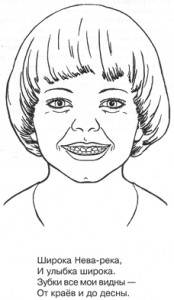 Широка Нева-река,
И улыбка широка.
Зубки все мои видны —
От краёв и до десны.